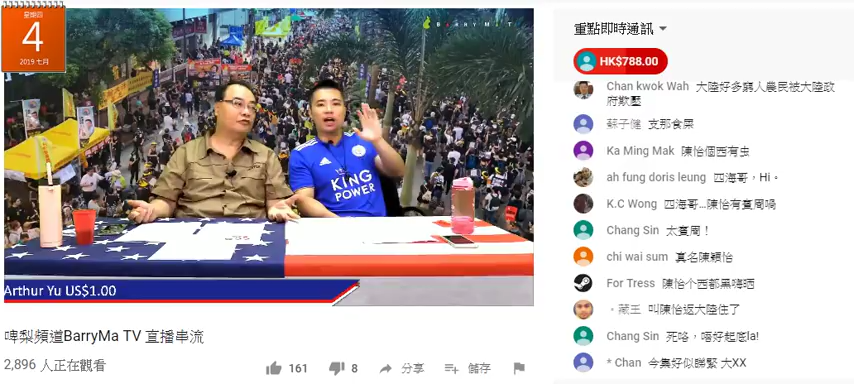 星期四
4
2019 七月
BARRYMA T
KING
POWER
Arthur Yu US$1.00
啤梨頻道BarryMa TV 直播串流
2,896 人正在觀看
161
8
分享
儲存
重點即時通訊
HK$788.00
Chan kwok Wah 大陸好多窮人農民被大陸政
府欺壓
蘇子健 支那食屎
Ka Ming Mak 陳怡個西有虫
ah fung doris leung 四海哥，Hi。
K.C Wong 四海哥...陳怡有查周喎
Chang Sin 太查周！
chi wai sum 真名陳穎怡
For Tress 陳怡个西都黑嗨晒
。藏王 叫陳怡返大陸住了
Chang Sin 死咯，唔好起底la!
* Chan 今集好似睇緊 大XX